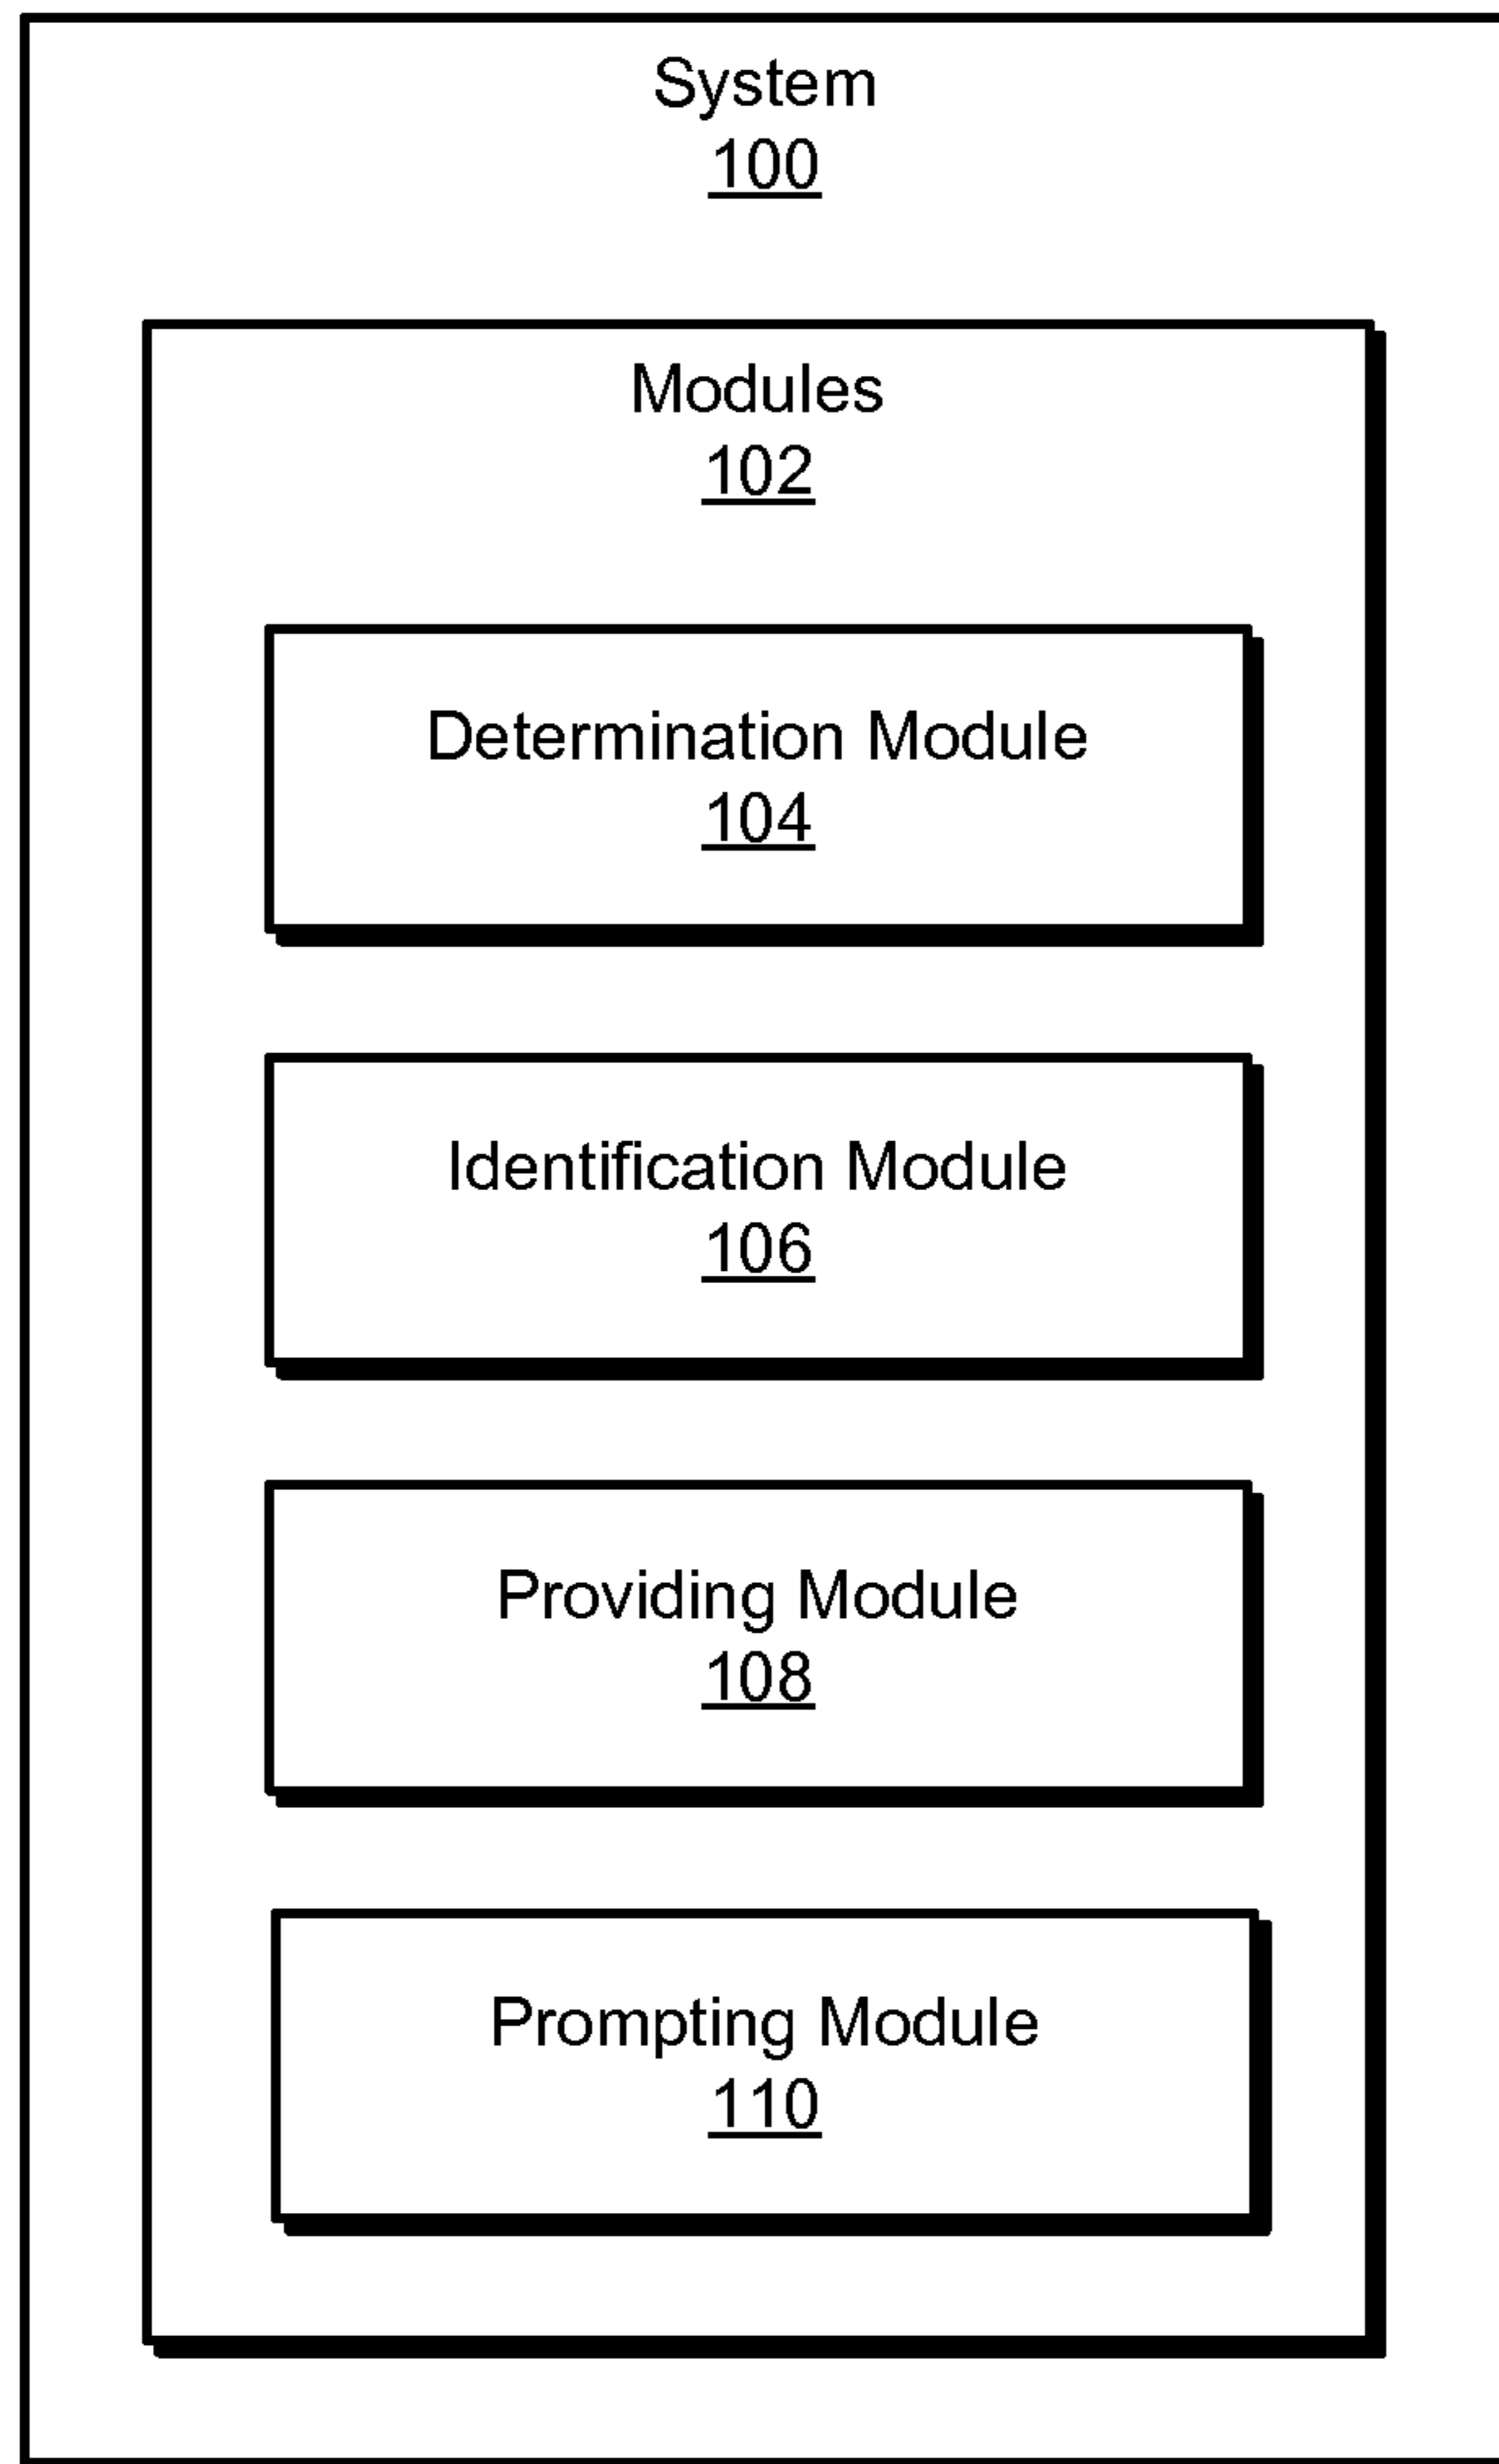 System
100
Modules
102
Determination Module
104
Identification Module
106
Providing Module
108
Prompting Module
110